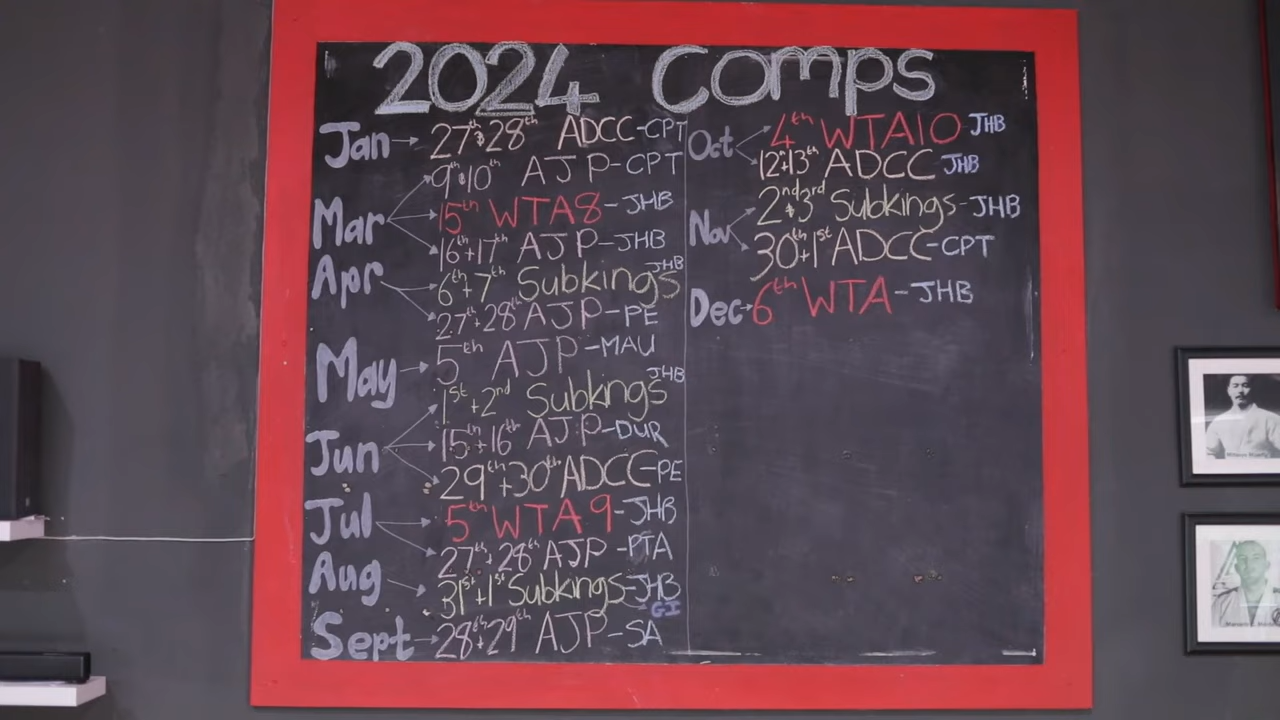 2024 Comps
Jan 27th & 28th ADCC-CPT
9th & 10th AJP-CPT
Mar 15th WTA8-JHB
16th+17th AJP-JHB
Apr 6th+7th Subkings JHB
27th+28th AJP-PE
May 5th AJP-MAU
1st+2nd Subkings JHB
Jun 15th+16th AJP-DUR
29th+30th ADCC-PE
Jul 5th WTA 9-JHB
27th+28th AJP-PTA
Aug 31st+1st Subkings-JHB
GI
Sept 28th+29th AJP-SA
Oct 4th WTA10-JHB
12th+13th ADCC JHB
Nov 2nd & 3rd Subkings-JHB
30th+1st ADCC-CPT
Dec 6th WTA-JHB